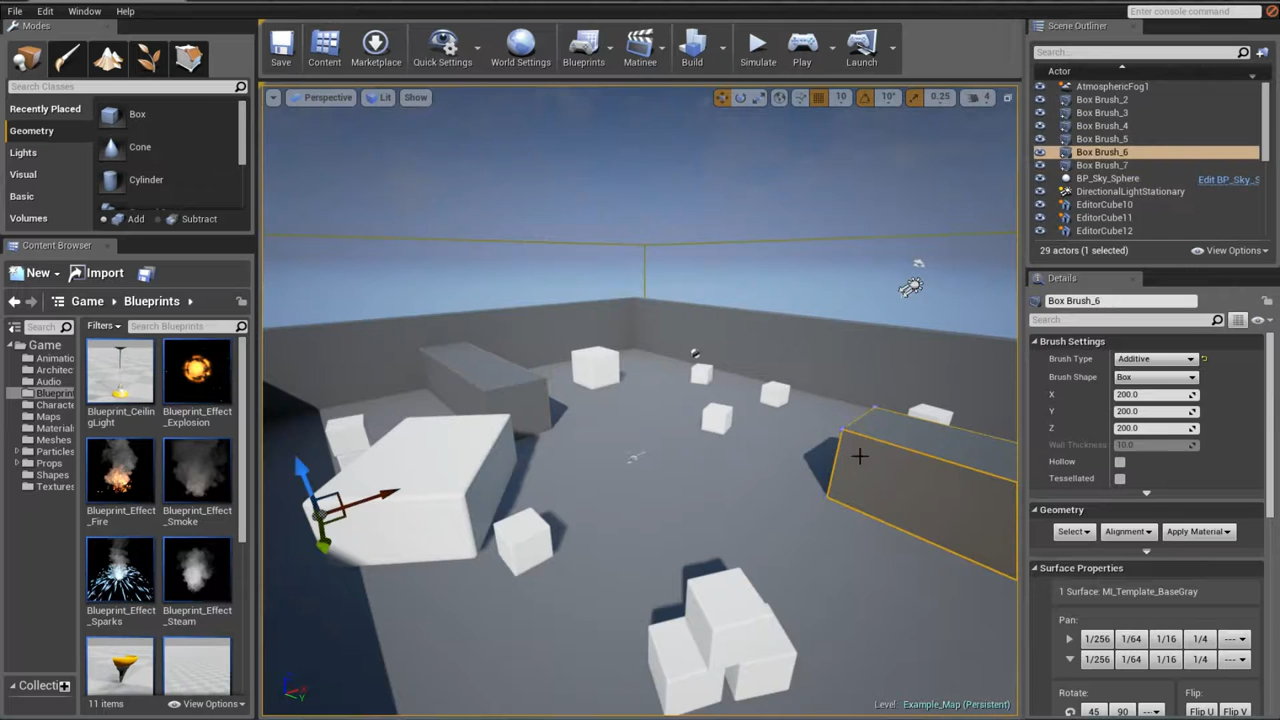 File Edit Window Help
Enter console command
Modes
Search Classes
Recently Placed
Geometry
Lights
Visual
Basic
Volumes
Box
Cone
Cylinder
Add Subtract
Save Content Marketplace Quick Settings World Settings Blueprints Matinee Build Simulate Play Launch
Perspective Lit Show
10 10° 0.25 4
Content Browser
New Import
Game Blueprints
Search
Filters Search Blueprints
Game
Animatio
Architec
Audio
Blueprint
Characte
Maps
Materials
Meshes
Particles
Props
Shapes
Textures
Blueprint_Ceilin
gLight
Blueprint_Effect
_Explosion
Blueprint_Effect
_Fire
Blueprint_Effect
_Smoke
Blueprint_Effect
_Sparks
Blueprint_Effect
_Steam
Collecti
11 items View Options
Level: Example_Map (Persistent)
Scene Outliner
Search...
Actor
AtmosphericFog1
Box Brush_2
Box Brush_3
Box Brush_4
Box Brush_5
Box Brush_6
Box Brush_7
BP_Sky_Sphere Edit BP_Sky_S
DirectionalLightStationary
EditorCube10
EditorCube11
EditorCube12
29 actors (1 selected) View Options
Details
Box Brush_6
Search
Brush Settings
Brush Type Additive
Brush Shape Box
X 200.0
Y 200.0
Z 200.0
Wall Thickness 10.0
Hollow
Tessellated
Geometry
Select Alignment Apply Material
Surface Properties
1 Surface: MI_Template_BaseGray
Pan:
1/256 1/64 1/16 1/4 ---
1/256 1/64 1/16 1/4 ---
Rotate: Flip:
45 90 --- Flip U Flip V